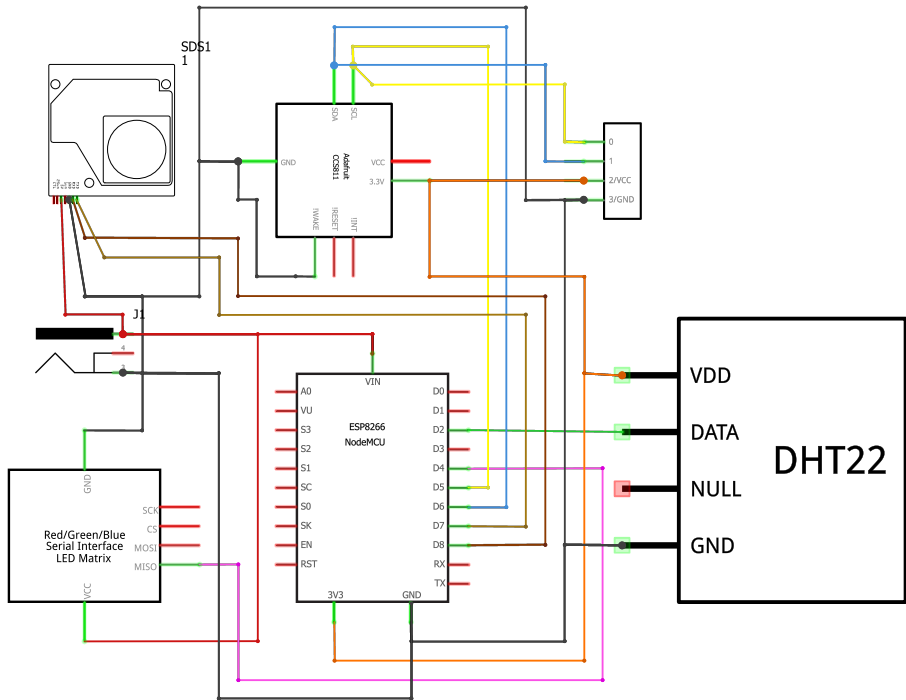 SDS1
1
SDA
SCL
Adafruit
CCS811
GND
VCC
3.3V
!WAKE
!RESET
!INT
0
1
2/VCC
3/GND
J1
4
VIN
ESP8266
NodeMCU
A0
VU
S3
S2
S1
SC
S0
SK
EN
RST
D0
D1
D2
D3
D4
D5
D6
D7
D8
RX
TX
3V3
GND
GND
Red/Green/Blue
Serial Interface
LED Matrix
SCK
CS
MOSI
MISO
VCC
VDD
DATA
NULL
GND
DHT22